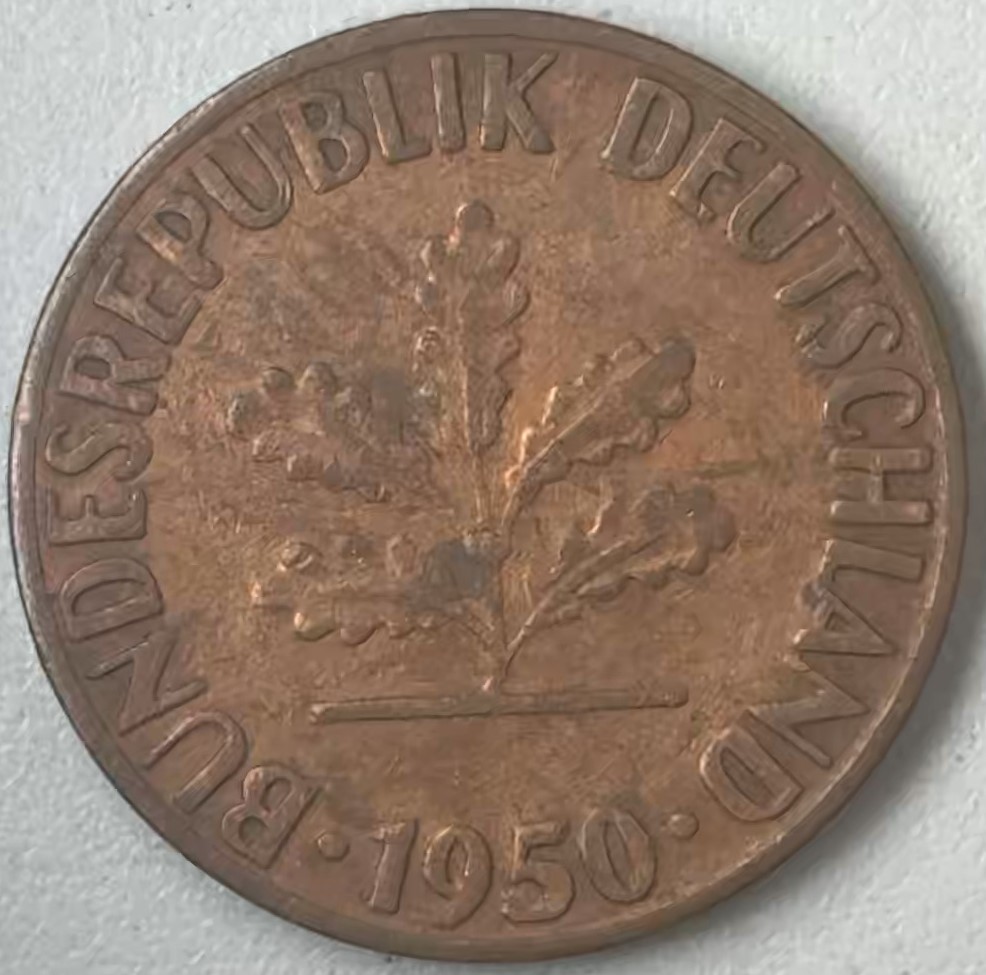 BUNDESREPUBLIK DEUTSCHLAND
· 1950 ·